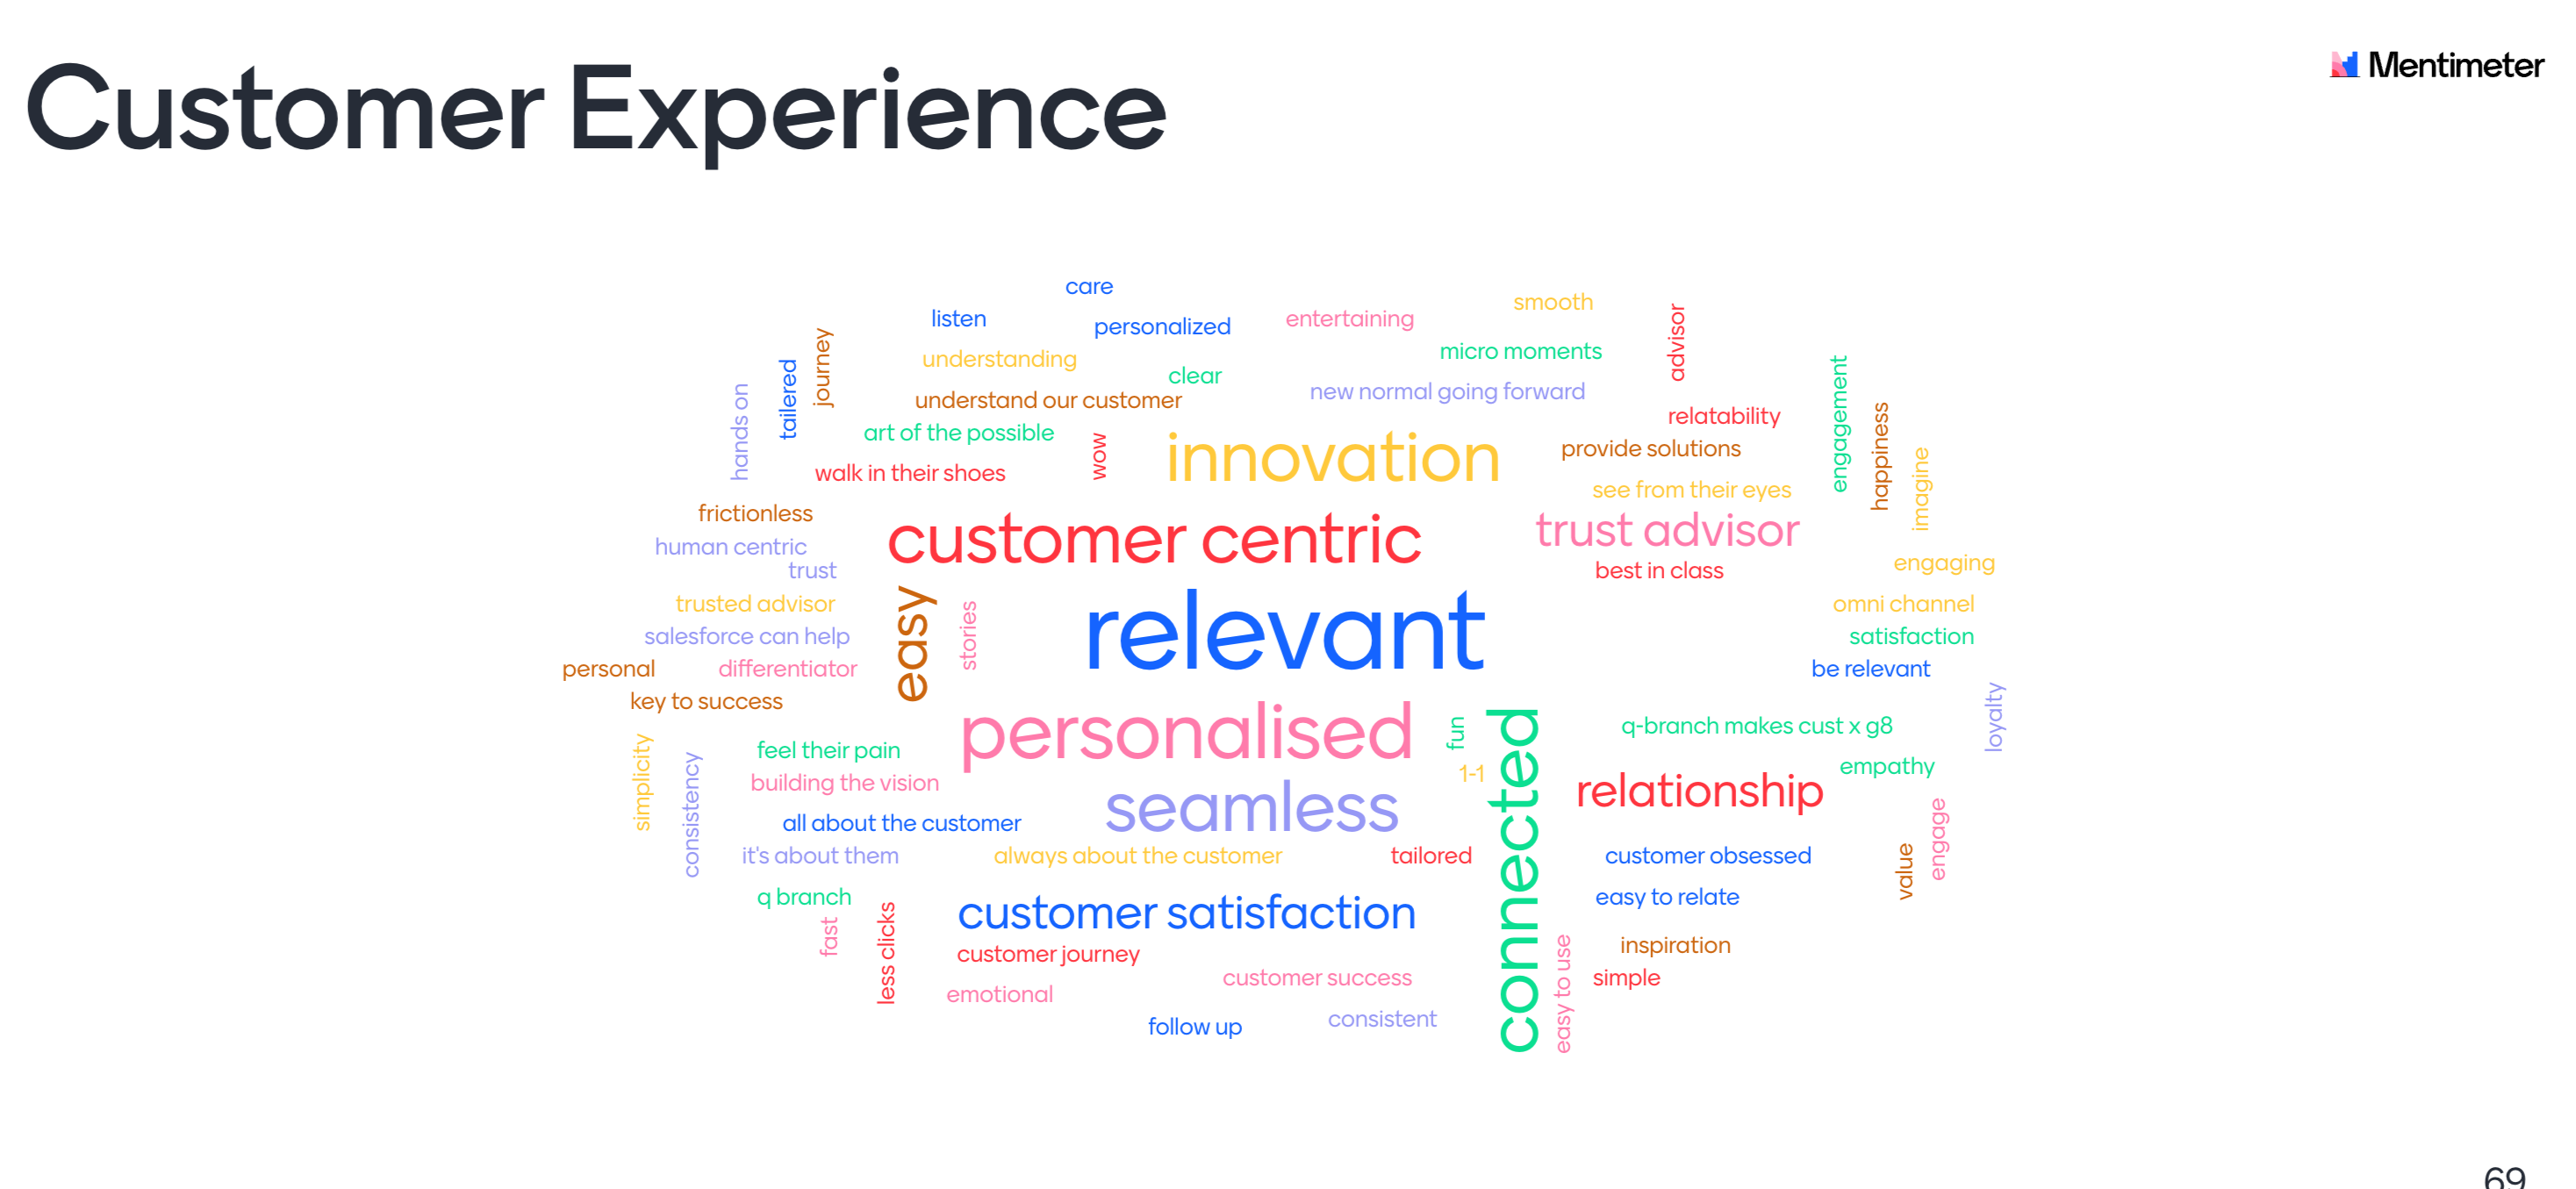 Customer Experience
Mentimeter
care
listen
personalized
entertaining
smooth
advisor
journey
tailered
hands on
understanding
clear
micro moments
new normal going forward
understand our customer
relatability
engagement
happiness
imagine
art of the possible
wow
innovation
provide solutions
walk in their shoes
see from their eyes
frictionless
customer centric
trust advisor
human centric
trust
best in class
engaging
trusted advisor
easy
stories
relevant
omni channel
salesforce can help
satisfaction
personal
differentiator
be relevant
key to success
loyalty
personalised
fun
connected
q-branch makes cust x g8
simplicity
consistency
feel their pain
1-1
empathy
building the vision
seamless
relationship
all about the customer
engage
value
it's about them
always about the customer
tailored
customer obsessed
q branch
customer satisfaction
easy to relate
fast
less clicks
customer journey
easy to use
inspiration
customer success
simple
emotional
follow up
consistent
69